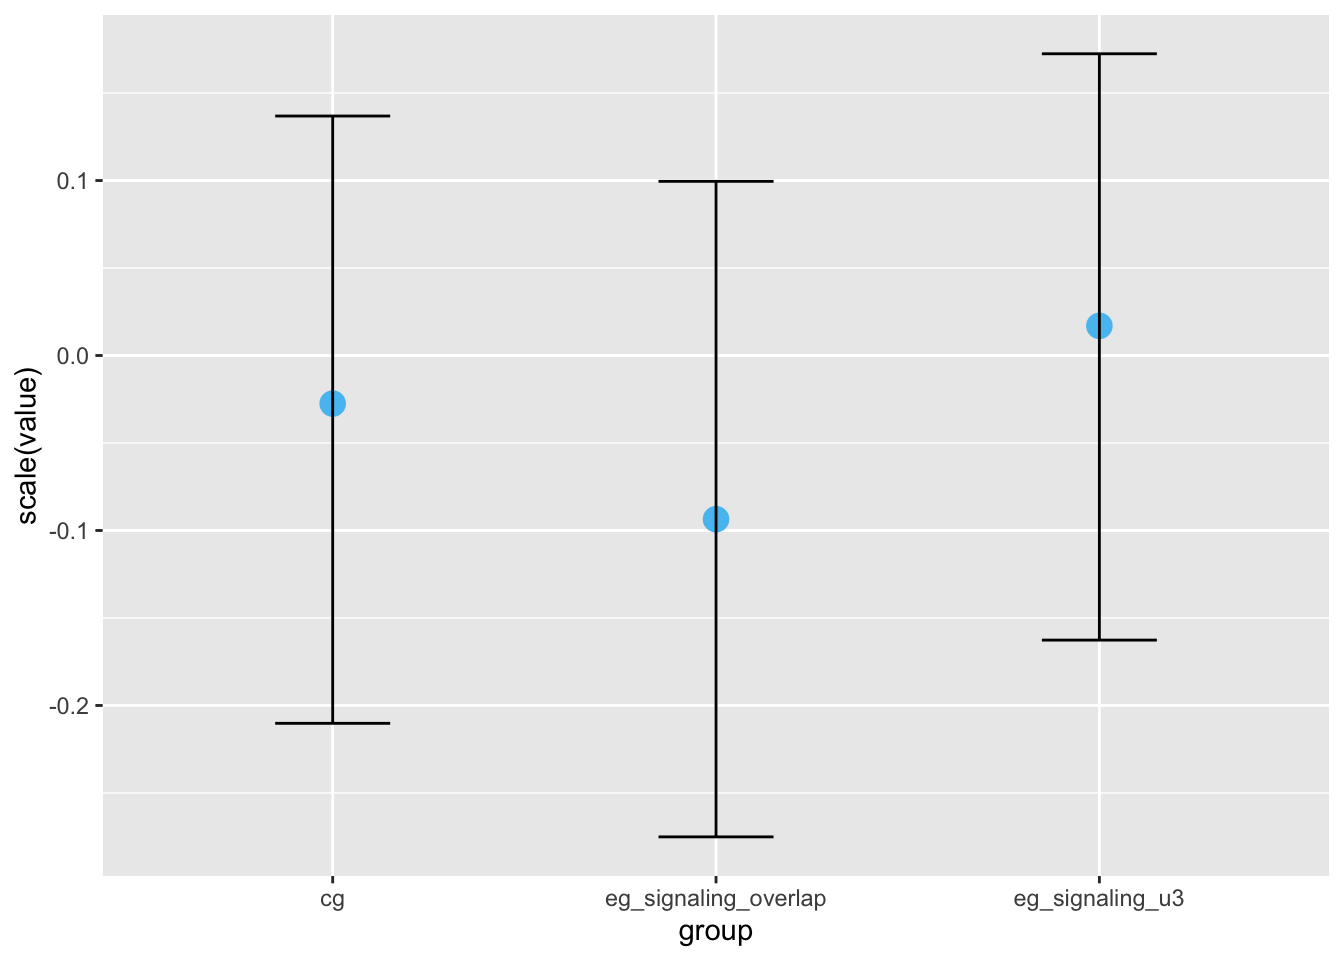 scale(value)
0.1
0.0
-0.1
-0.2
cg
eg_signaling_overlap
eg_signaling_u3
group